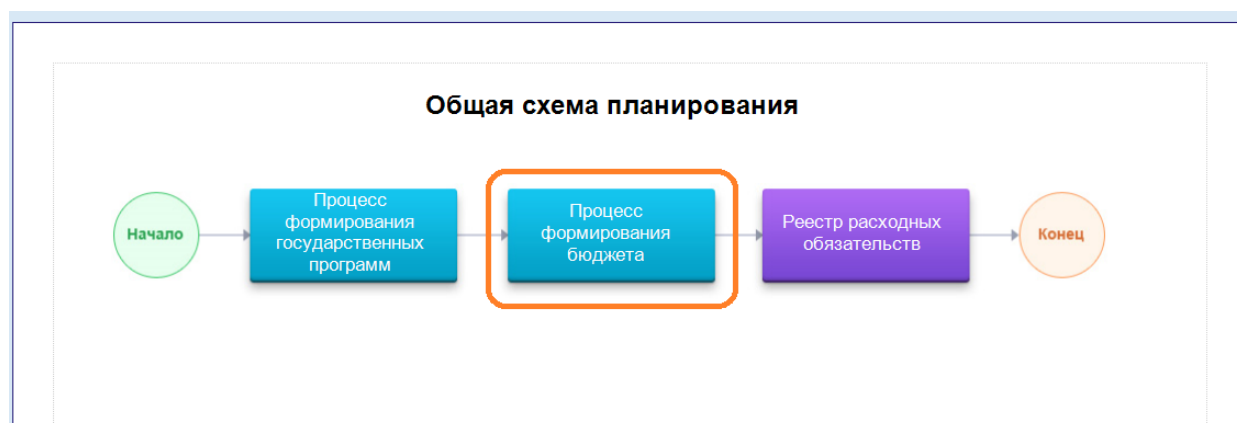 Общая схема планирования
Начало
Процесс
формирования
государственных
программ
Процесс
формирования
бюджета
Реестр расходных
обязательств
Конец